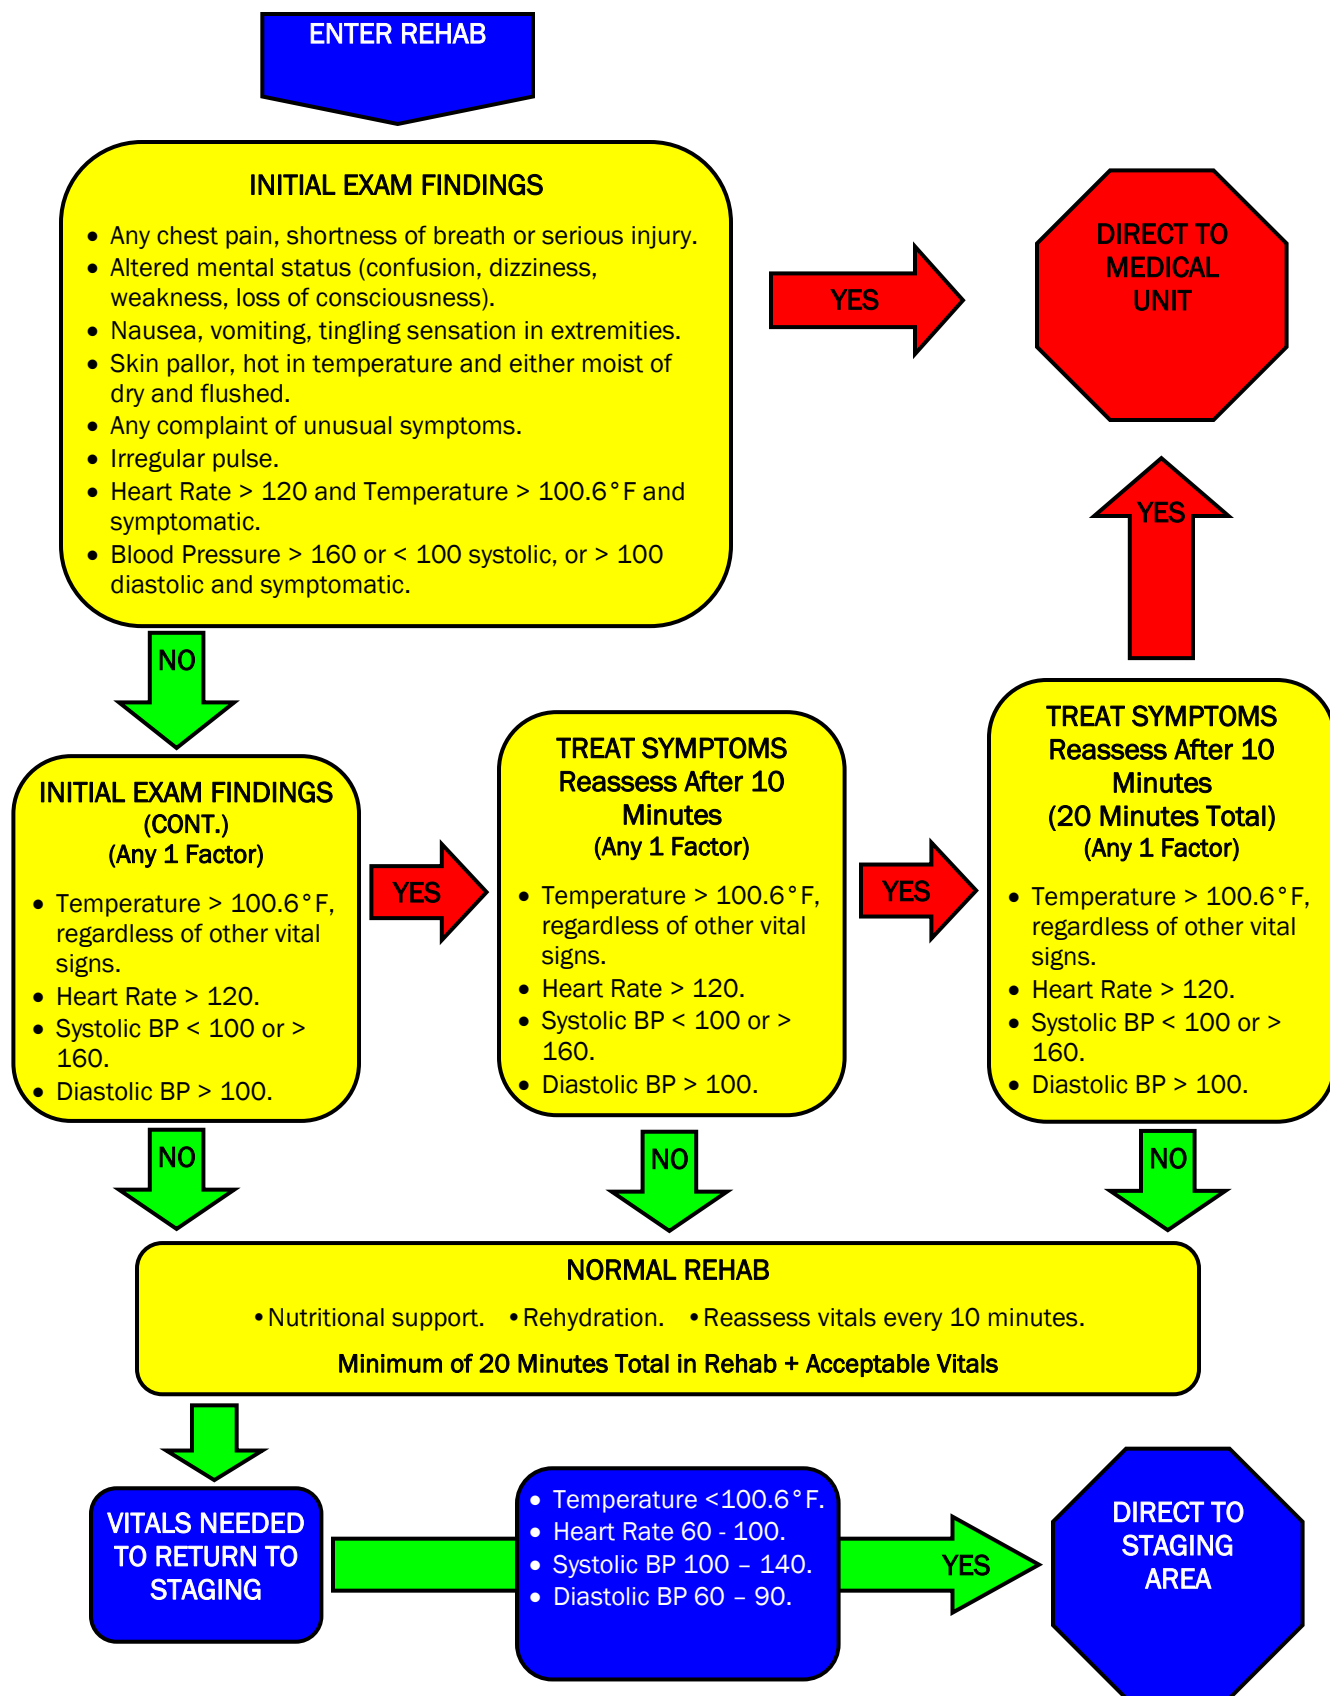 ENTER REHAB
INITIAL EXAM FINDINGS
• Any chest pain, shortness of breath or serious injury.
• Altered mental status (confusion, dizziness,
weakness, loss of consciousness).
• Nausea, vomiting, tingling sensation in extremities.
• Skin pallor, hot in temperature and either moist of
dry and flushed.
• Any complaint of unusual symptoms.
• Irregular pulse.
• Heart Rate > 120 and Temperature > 100.6°F and
symptomatic.
• Blood Pressure > 160 or < 100 systolic, or > 100
diastolic and symptomatic.
YES
DIRECT TO
MEDICAL
UNIT
YES
NO
INITIAL EXAM FINDINGS
(CONT.)
(Any 1 Factor)
• Temperature > 100.6°F,
regardless of other vital
signs.
• Heart Rate > 120.
• Systolic BP < 100 or >
160.
• Diastolic BP > 100.
YES
TREAT SYMPTOMS
Reassess After 10
Minutes
(Any 1 Factor)
• Temperature > 100.6°F,
regardless of other vital
signs.
• Heart Rate > 120.
• Systolic BP < 100 or >
160.
• Diastolic BP > 100.
YES
TREAT SYMPTOMS
Reassess After 10
Minutes
(20 Minutes Total)
(Any 1 Factor)
• Temperature > 100.6°F,
regardless of other vital
signs.
• Heart Rate > 120.
• Systolic BP < 100 or >
160.
• Diastolic BP > 100.
NO
NO
NO
NORMAL REHAB
• Nutritional support. • Rehydration. • Reassess vitals every 10 minutes.
Minimum of 20 Minutes Total in Rehab + Acceptable Vitals
VITALS NEEDED
TO RETURN TO
STAGING
• Temperature <100.6°F.
• Heart Rate 60 - 100.
• Systolic BP 100 – 140.
• Diastolic BP 60 – 90.
YES
DIRECT TO
STAGING
AREA